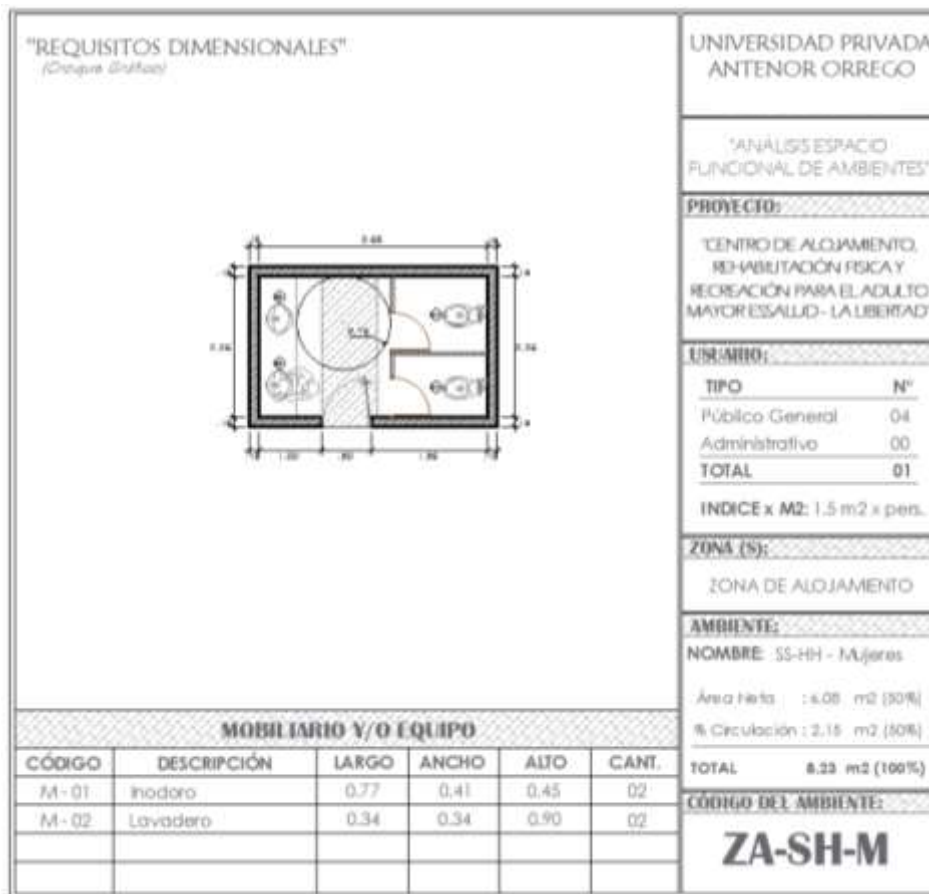 "REQUISITOS DIMENSIONALES"
(Croquis Gráfico)
UNIVERSIDAD PRIVADA
ANTENOR ORREGO
"ANÁLISIS ESPACIO
FUNCIONAL DE AMBIENTES"
PROYECTO:
"CENTRO DE ALOJAMIENTO,
REHABILITACIÓN FISICA Y
RECREACIÓN PARA EL ADULTO
MAYOR ESSALUD - LA LIBERTAD"
USUARIO:
TIPO N°
Público General 04
Administrativo 00
TOTAL 01
INDICE x M2: 1.5 m2 x pers.
ZONA (S):
ZONA DE ALOJAMIENTO
AMBIENTE:
NOMBRE: SS-HH - Mujeres
Área Neta : 6.08 m2 (50%)
% Circulación : 2.15 m2 (50%)
TOTAL 8.23 m2 (100%)
CÓDIGO DEL AMBIENTE:
ZA-SH-M
MOBILIARIO Y/O EQUIPO
CÓDIGO DESCRIPCIÓN LARGO ANCHO ALTO CANT.
M - 01 Inodoro 0.77 0.41 0.45 02
M - 02 Lavadero 0.34 0.34 0.90 02